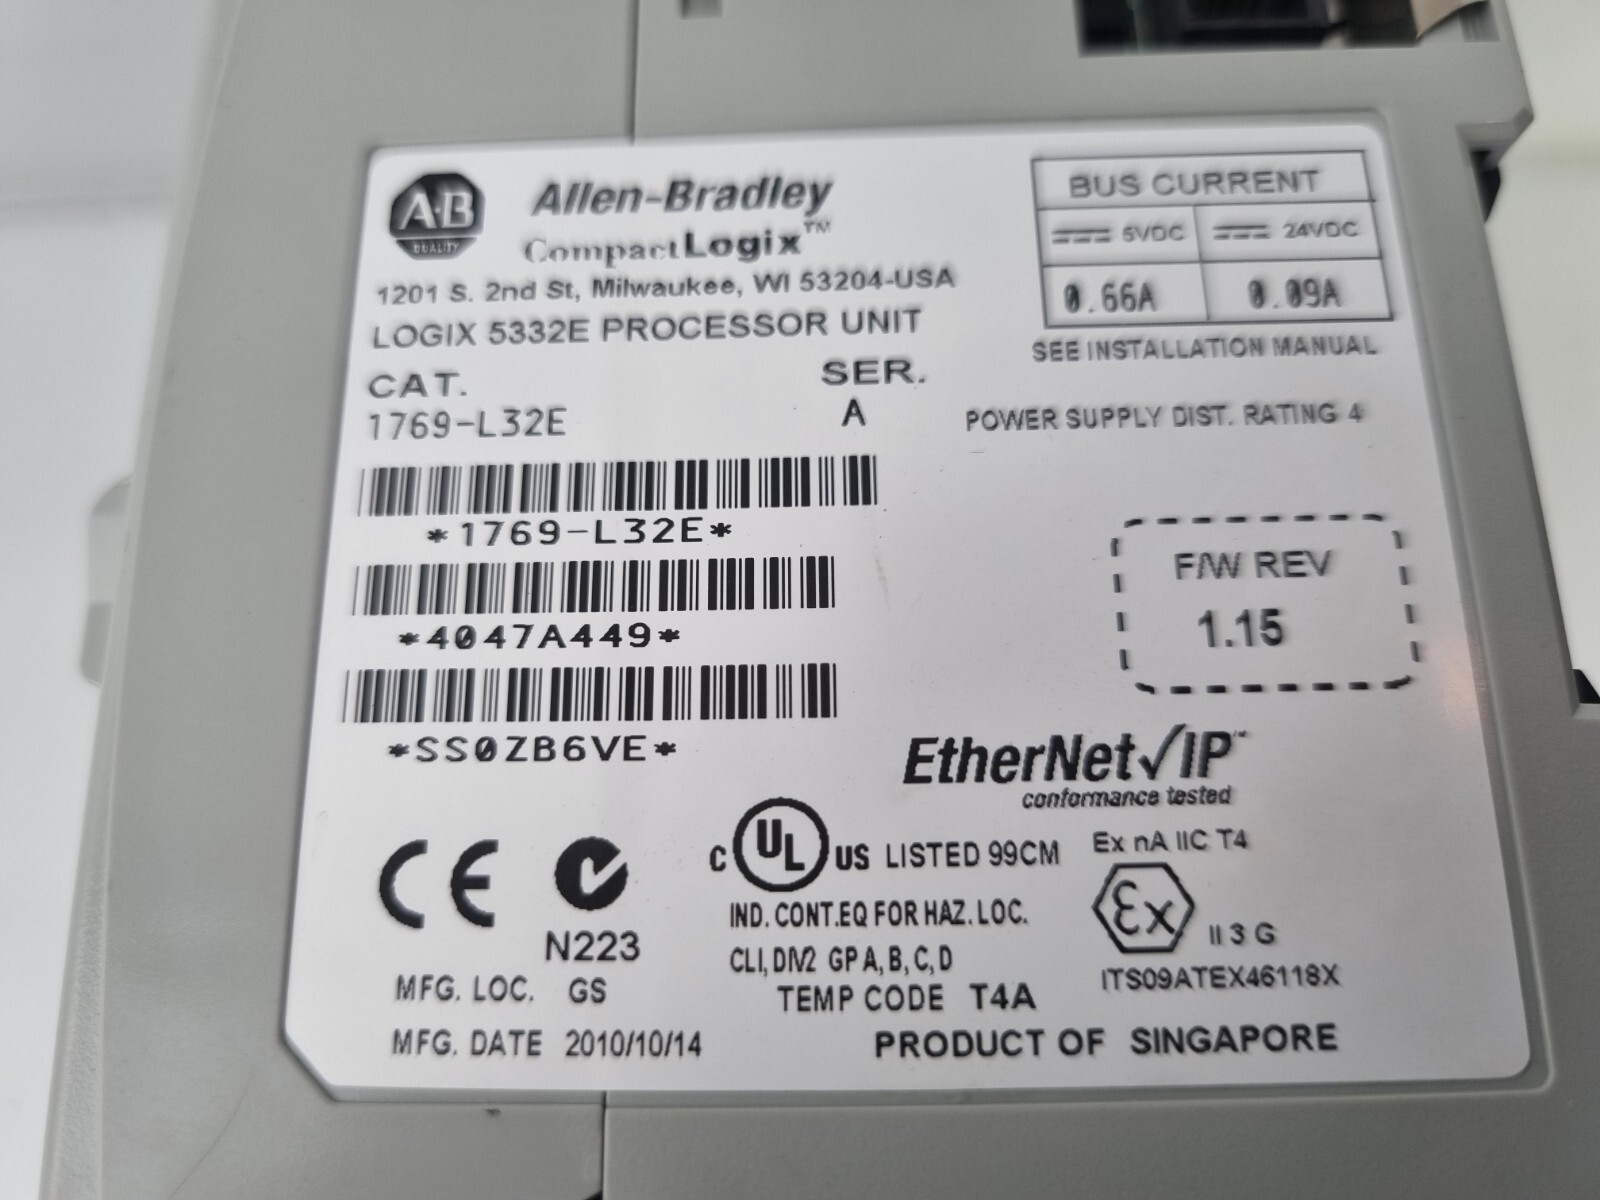 A·B
QUALITY
Allen-Bradley
CompactLogix™
1201 S. 2nd St, Milwaukee, WI 53204-USA
LOGIX 5332E PROCESSOR UNIT
CAT.
1769-L32E
SER.
A
BUS CURRENT
5VDC 24VDC
0.66A 0.09A
SEE INSTALLATION MANUAL
POWER SUPPLY DIST. RATING 4
*1769-L32E*
*4047A449*
*SS0ZB6VE*
F/W REV
1.15
EtherNet/IP™
conformance tested
CE
N223
MFG. LOC. GS
MFG. DATE 2010/10/14
C UL US LISTED 99CM
IND. CONT.EQ FOR HAZ. LOC.
CLI, DIV2 GP A, B, C, D
TEMP CODE T4A
Ex nA IIC T4
Ex II 3 G
ITS09ATEX46118X
PRODUCT OF SINGAPORE